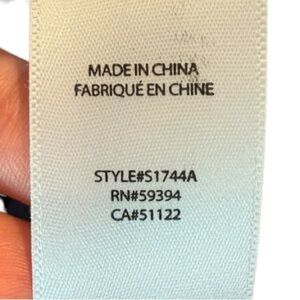 MADE IN CHINA
FABRIQUÉ EN CHINE
STYLE#S1744A
RN#59394
CA#51122